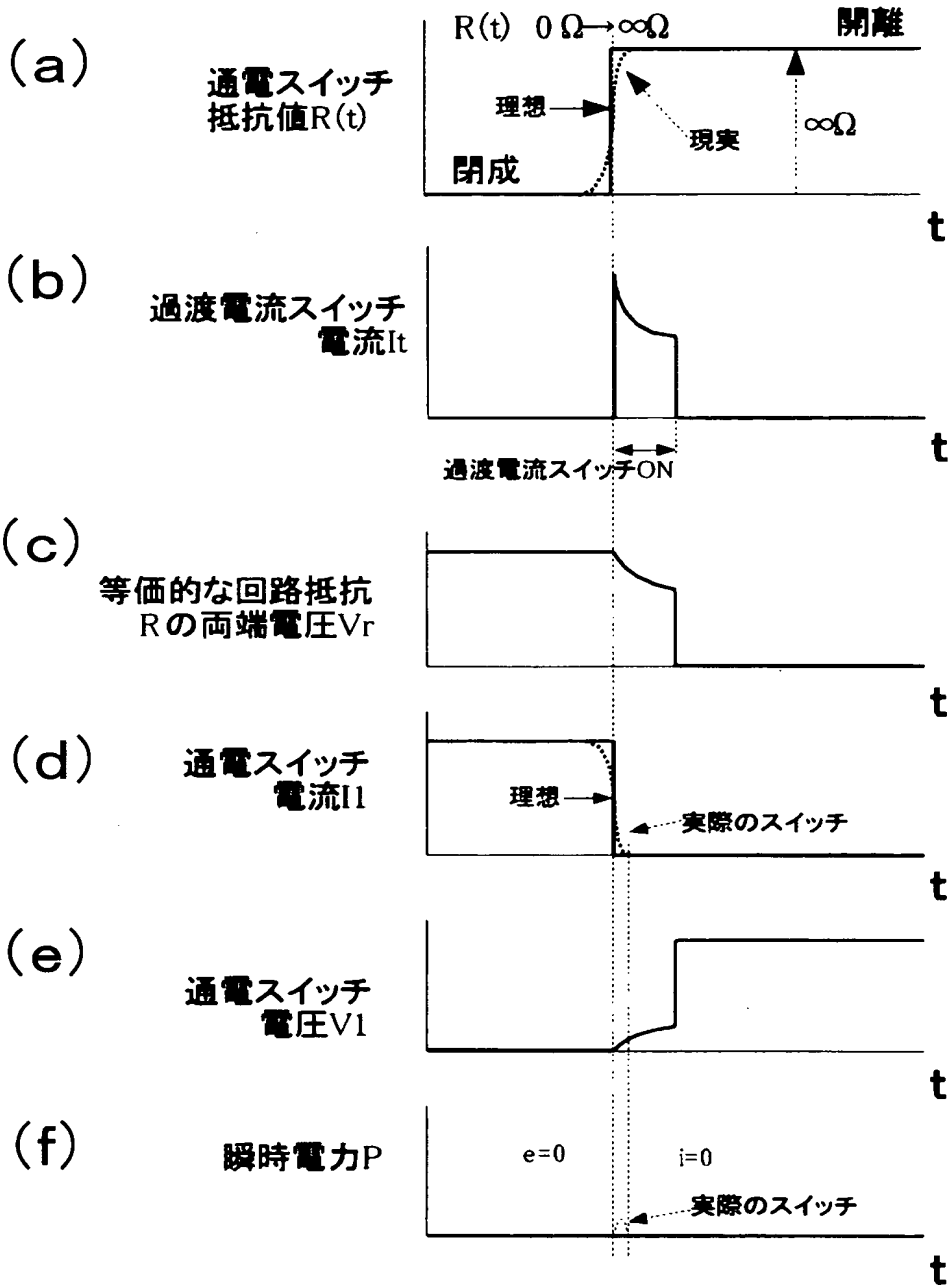 (a)
通電スイッチ
抵抗値R(t)
R(t) 0Ω→∞Ω
開離
理想
現実
∞Ω
閉成
t
(b)
過渡電流スイッチ
電流It
t
過渡電流スイッチON
(c)
等価的な回路抵抗
Rの両端電圧Vr
t
(d)
通電スイッチ
電流I1
理想
実際のスイッチ
t
(e)
通電スイッチ
電圧V1
t
(f)
瞬時電力P
e=0
i=0
実際のスイッチ
t